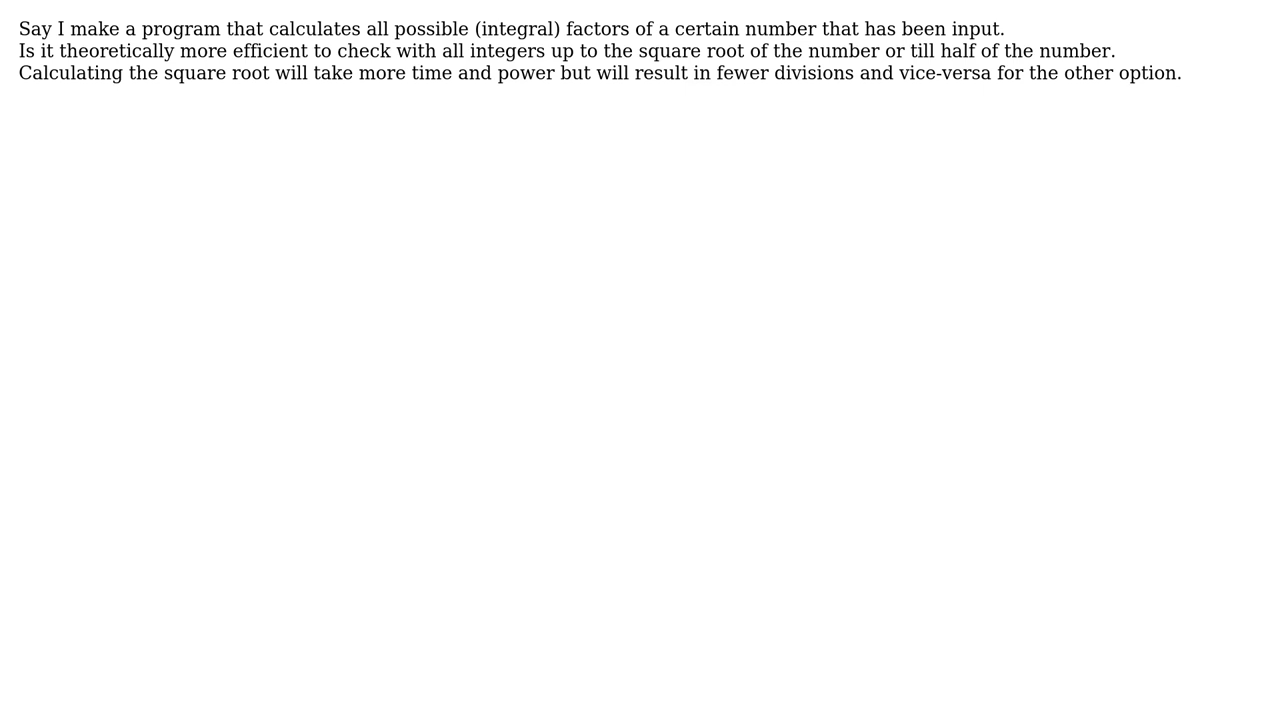 Say I make a program that calculates all possible (integral) factors of a certain number that has been input.
Is it theoretically more efficient to check with all integers up to the square root of the number or till half of the number.
Calculating the square root will take more time and power but will result in fewer divisions and vice-versa for the other option.